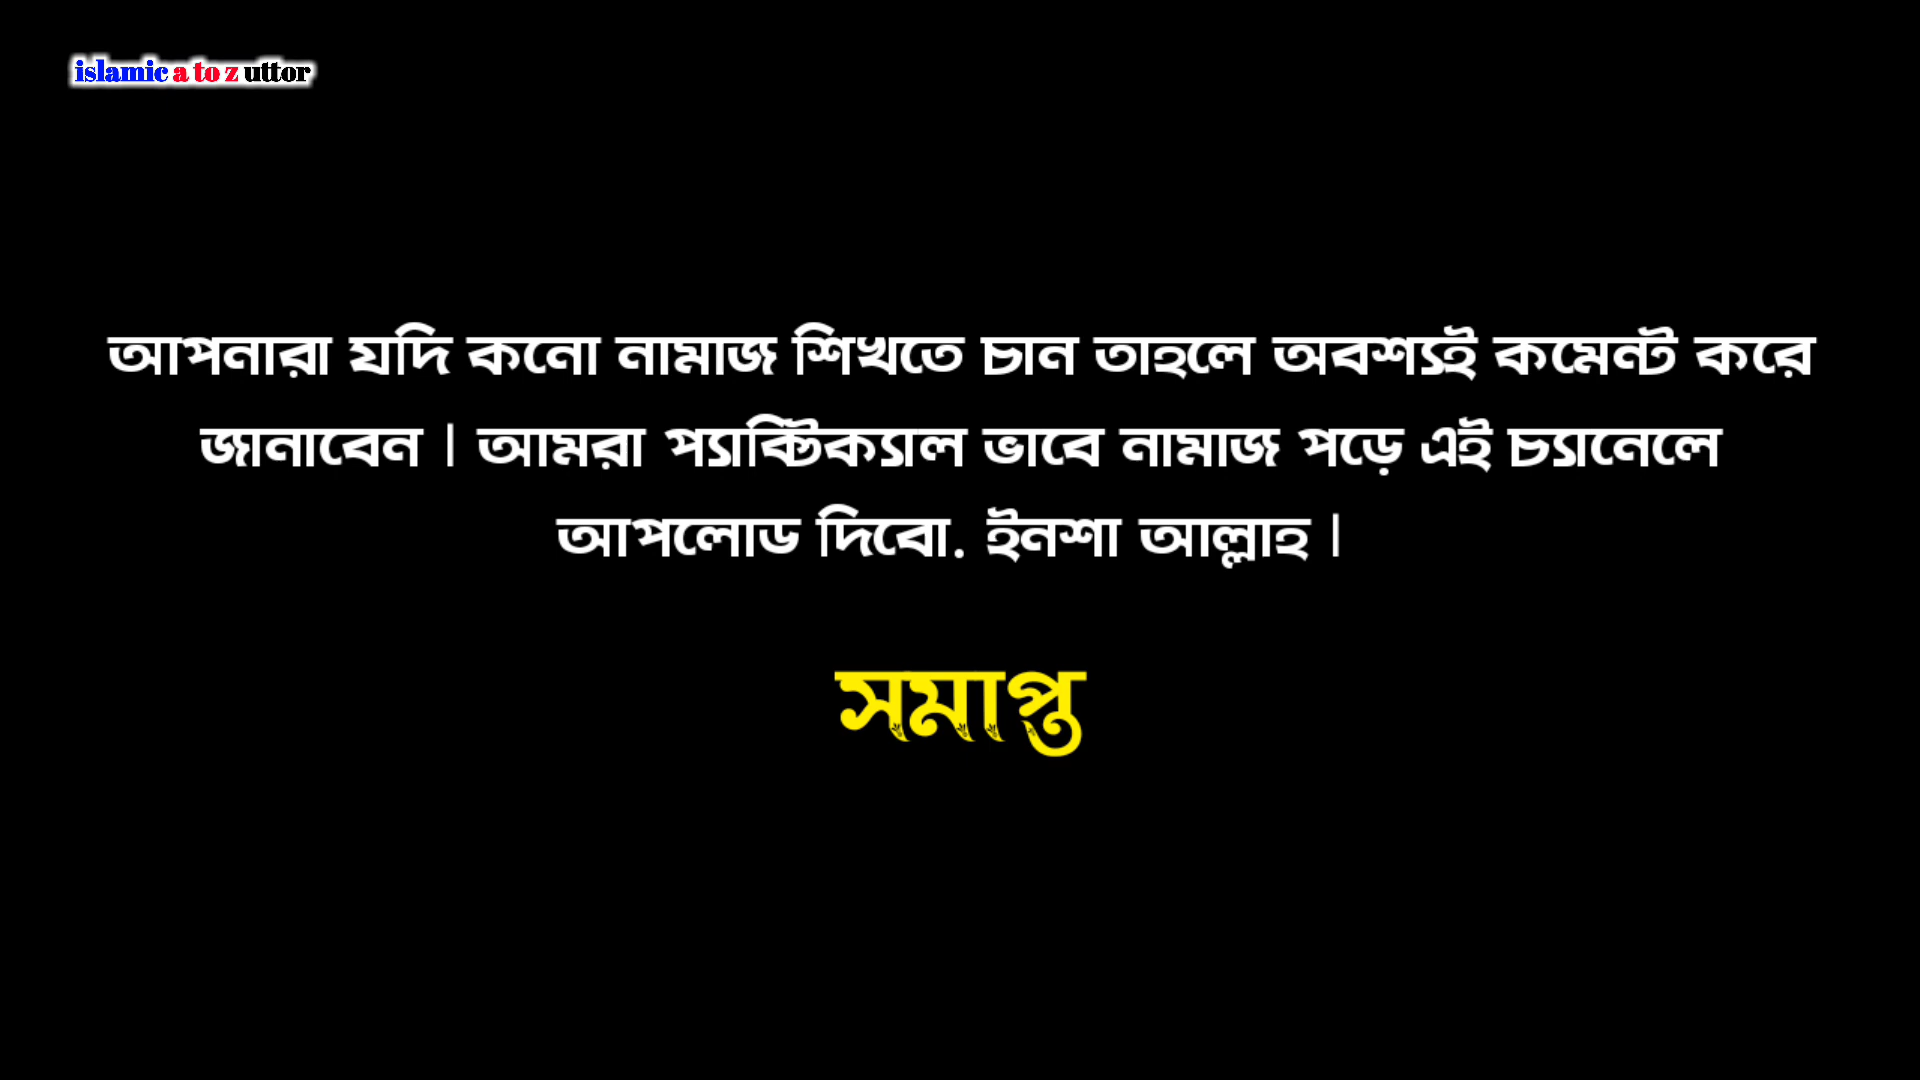 islamic a to z uttor
আপনারা যদি কনো নামাজ শিখতে চান তাহলে অবশ্যই কমেন্ট করে
জানাবেন। আমরা প্যাক্টিক্যাল ভাবে নামাজ পড়ে এই চ্যানেলে
আপলোড দিবো. ইনশা আল্লাহ।
সমাপ্ত